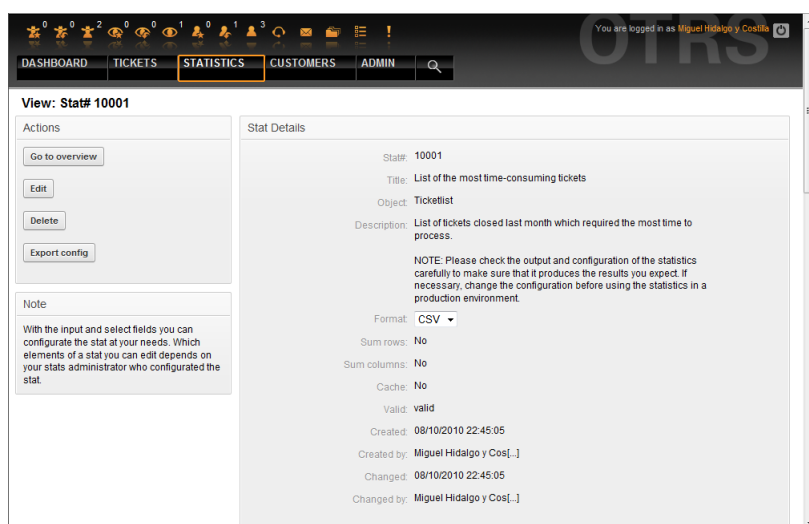 0 0 2 0 0 1 0 1 3
You are logged in as Miguel Hidalgo y Costilla
OTRS
DASHBOARD TICKETS STATISTICS CUSTOMERS ADMIN
View: Stat# 10001
Actions
Go to overview
Edit
Delete
Export config
Note
With the input and select fields you can
configurate the stat at your needs. Which
elements of a stat you can edit depends on
your stats administrator who configurated the
stat.
Stat Details
Stat#: 10001
Title: List of the most time-consuming tickets
Object: Ticketlist
Description: List of tickets closed last month which required the most time to
process.
NOTE: Please check the output and configuration of the statistics
carefully to make sure that it produces the results you expect. If
necessary, change the configuration before using the statistics in a
production environment.
Format: CSV
Sum rows: No
Sum columns: No
Cache: No
Valid: valid
Created: 08/10/2010 22:45:05
Created by: Miguel Hidalgo y Cos[...]
Changed: 08/10/2010 22:45:05
Changed by: Miguel Hidalgo y Cos[...]